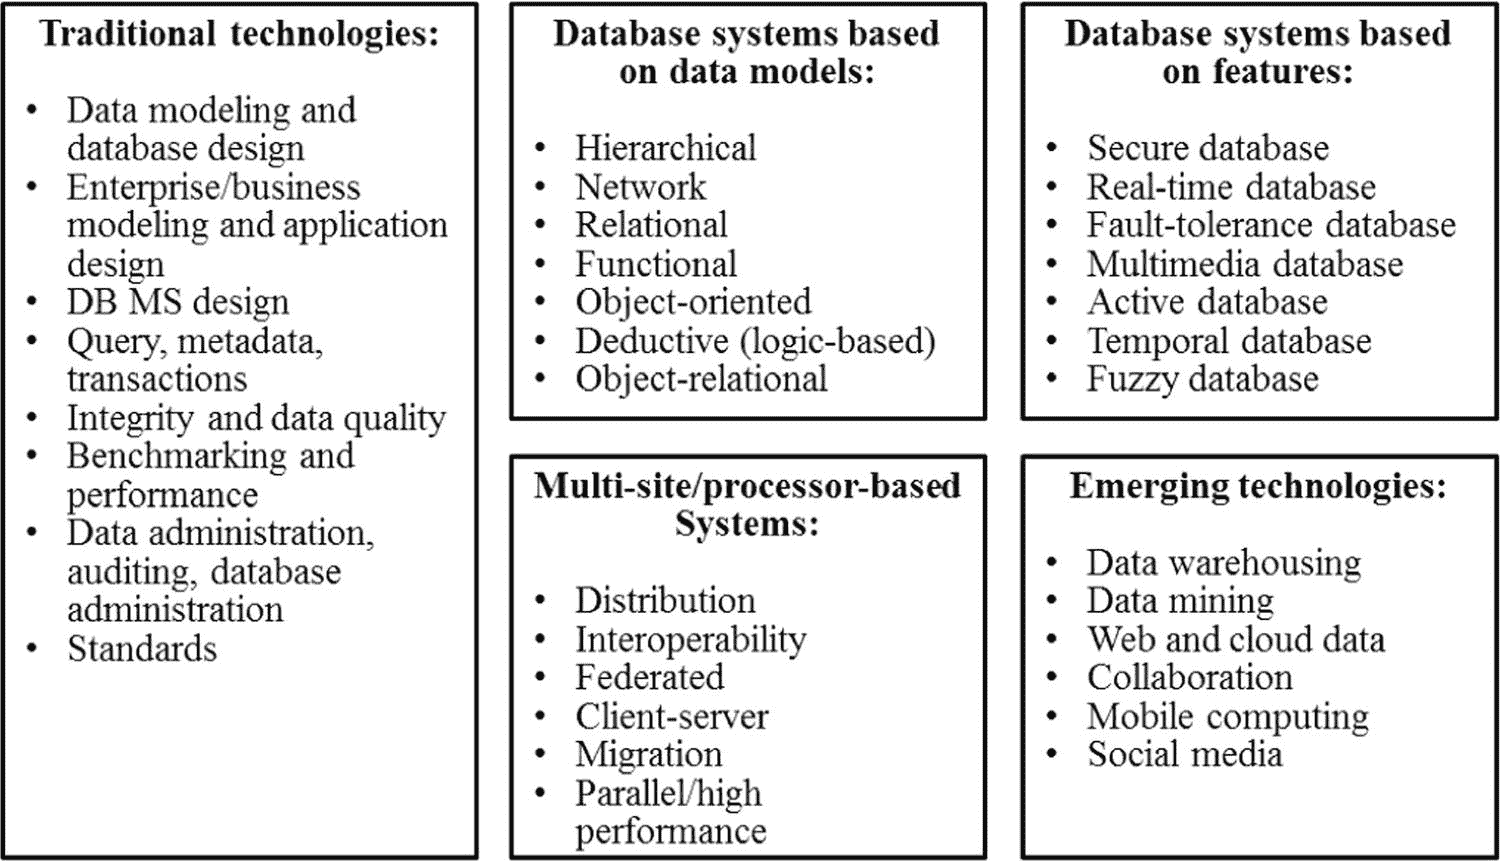 Traditional technologies:
• Data modeling and
database design
• Enterprise/business
modeling and application
design
• DB MS design
• Query, metadata,
transactions
• Integrity and data quality
• Benchmarking and
performance
• Data administration,
auditing, database
administration
• Standards
Database systems based
on data models:
• Hierarchical
• Network
• Relational
• Functional
• Object-oriented
• Deductive (logic-based)
• Object-relational
Database systems based
on features:
• Secure database
• Real-time database
• Fault-tolerance database
• Multimedia database
• Active database
• Temporal database
• Fuzzy database
Multi-site/processor-based
Systems:
• Distribution
• Interoperability
• Federated
• Client-server
• Migration
• Parallel/high
performance
Emerging technologies:
• Data warehousing
• Data mining
• Web and cloud data
• Collaboration
• Mobile computing
• Social media